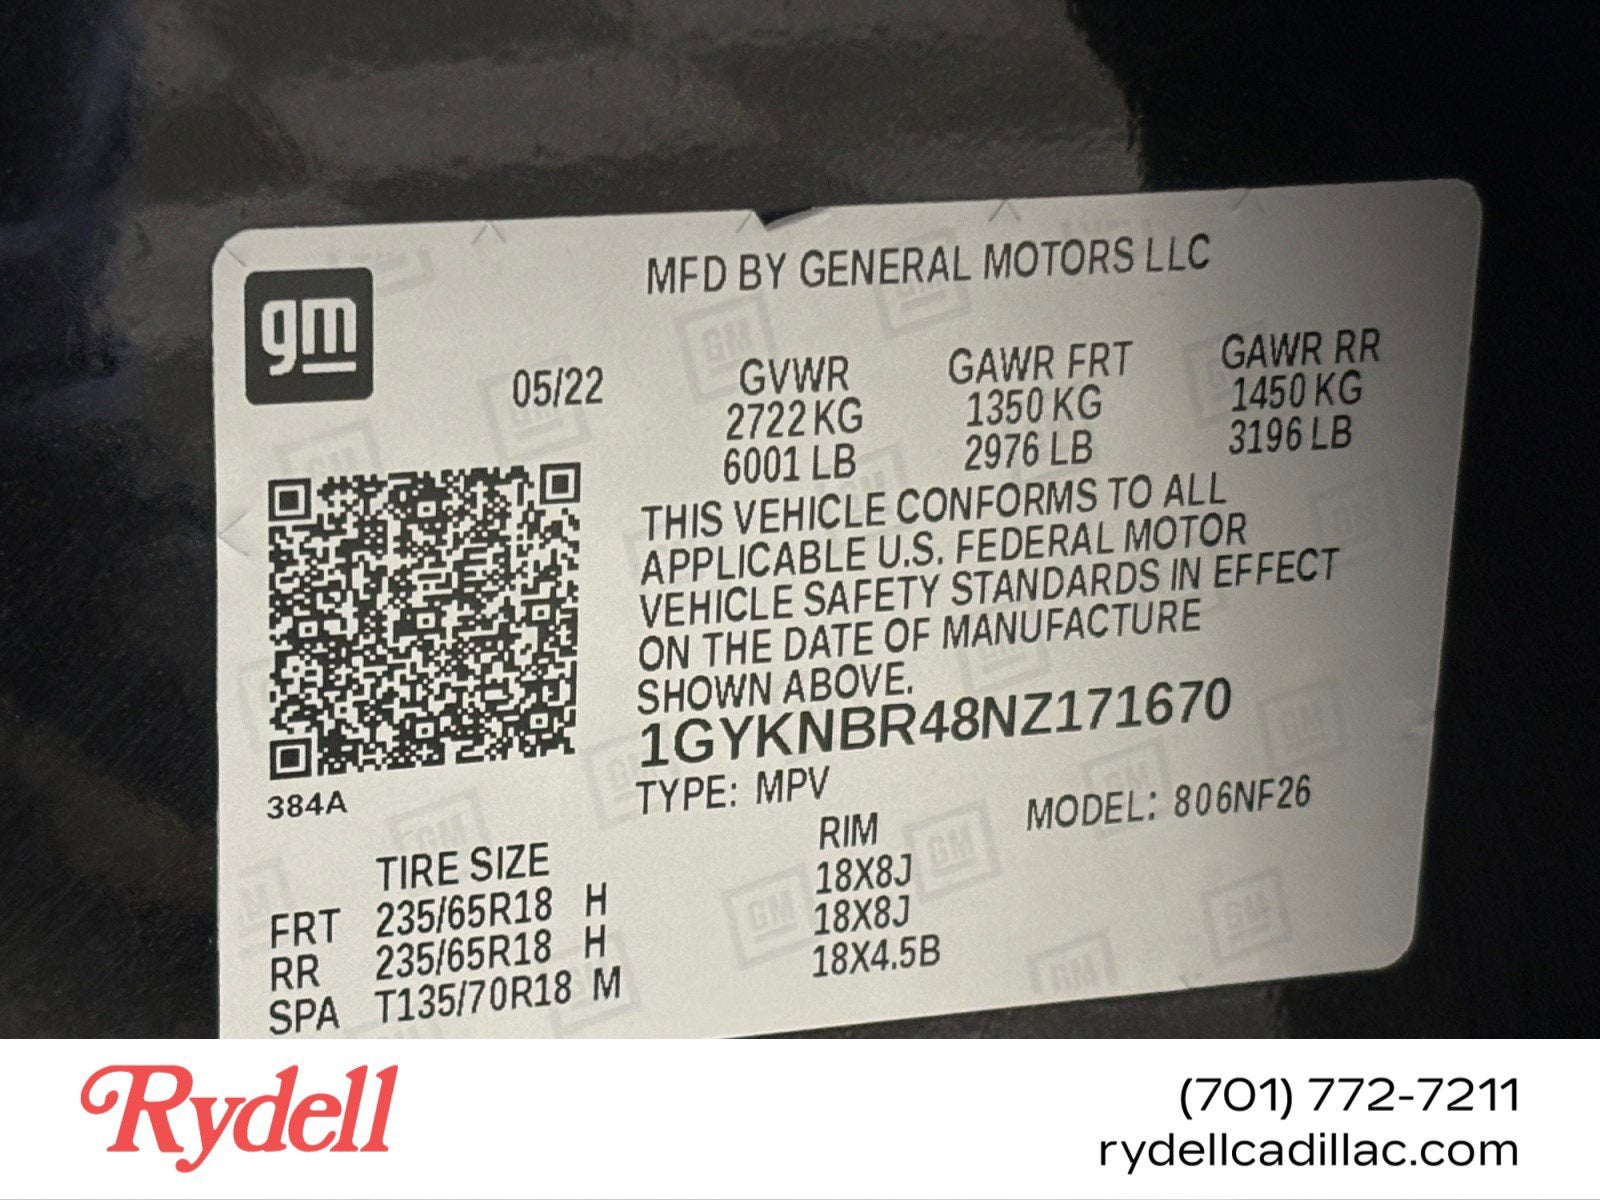 MFD BY GENERAL MOTORS LLC
gm
05/22
GVWR GAWR FRT GAWR RR
2722 KG 1350 KG 1450 KG
6001 LB 2976 LB 3196 LB
THIS VEHICLE CONFORMS TO ALL
APPLICABLE U.S. FEDERAL MOTOR
VEHICLE SAFETY STANDARDS IN EFFECT
ON THE DATE OF MANUFACTURE
SHOWN ABOVE.
1GYKNBR48NZ171670
384A
TYPE: MPV MODEL: 806NF26
TIRE SIZE RIM
FRT 235/65R18 H 18X8J
RR 235/65R18 H 18X8J
SPA T135/70R18 M 18X4.5B
Rydell
(701) 772-7211
rydellcadillac.com